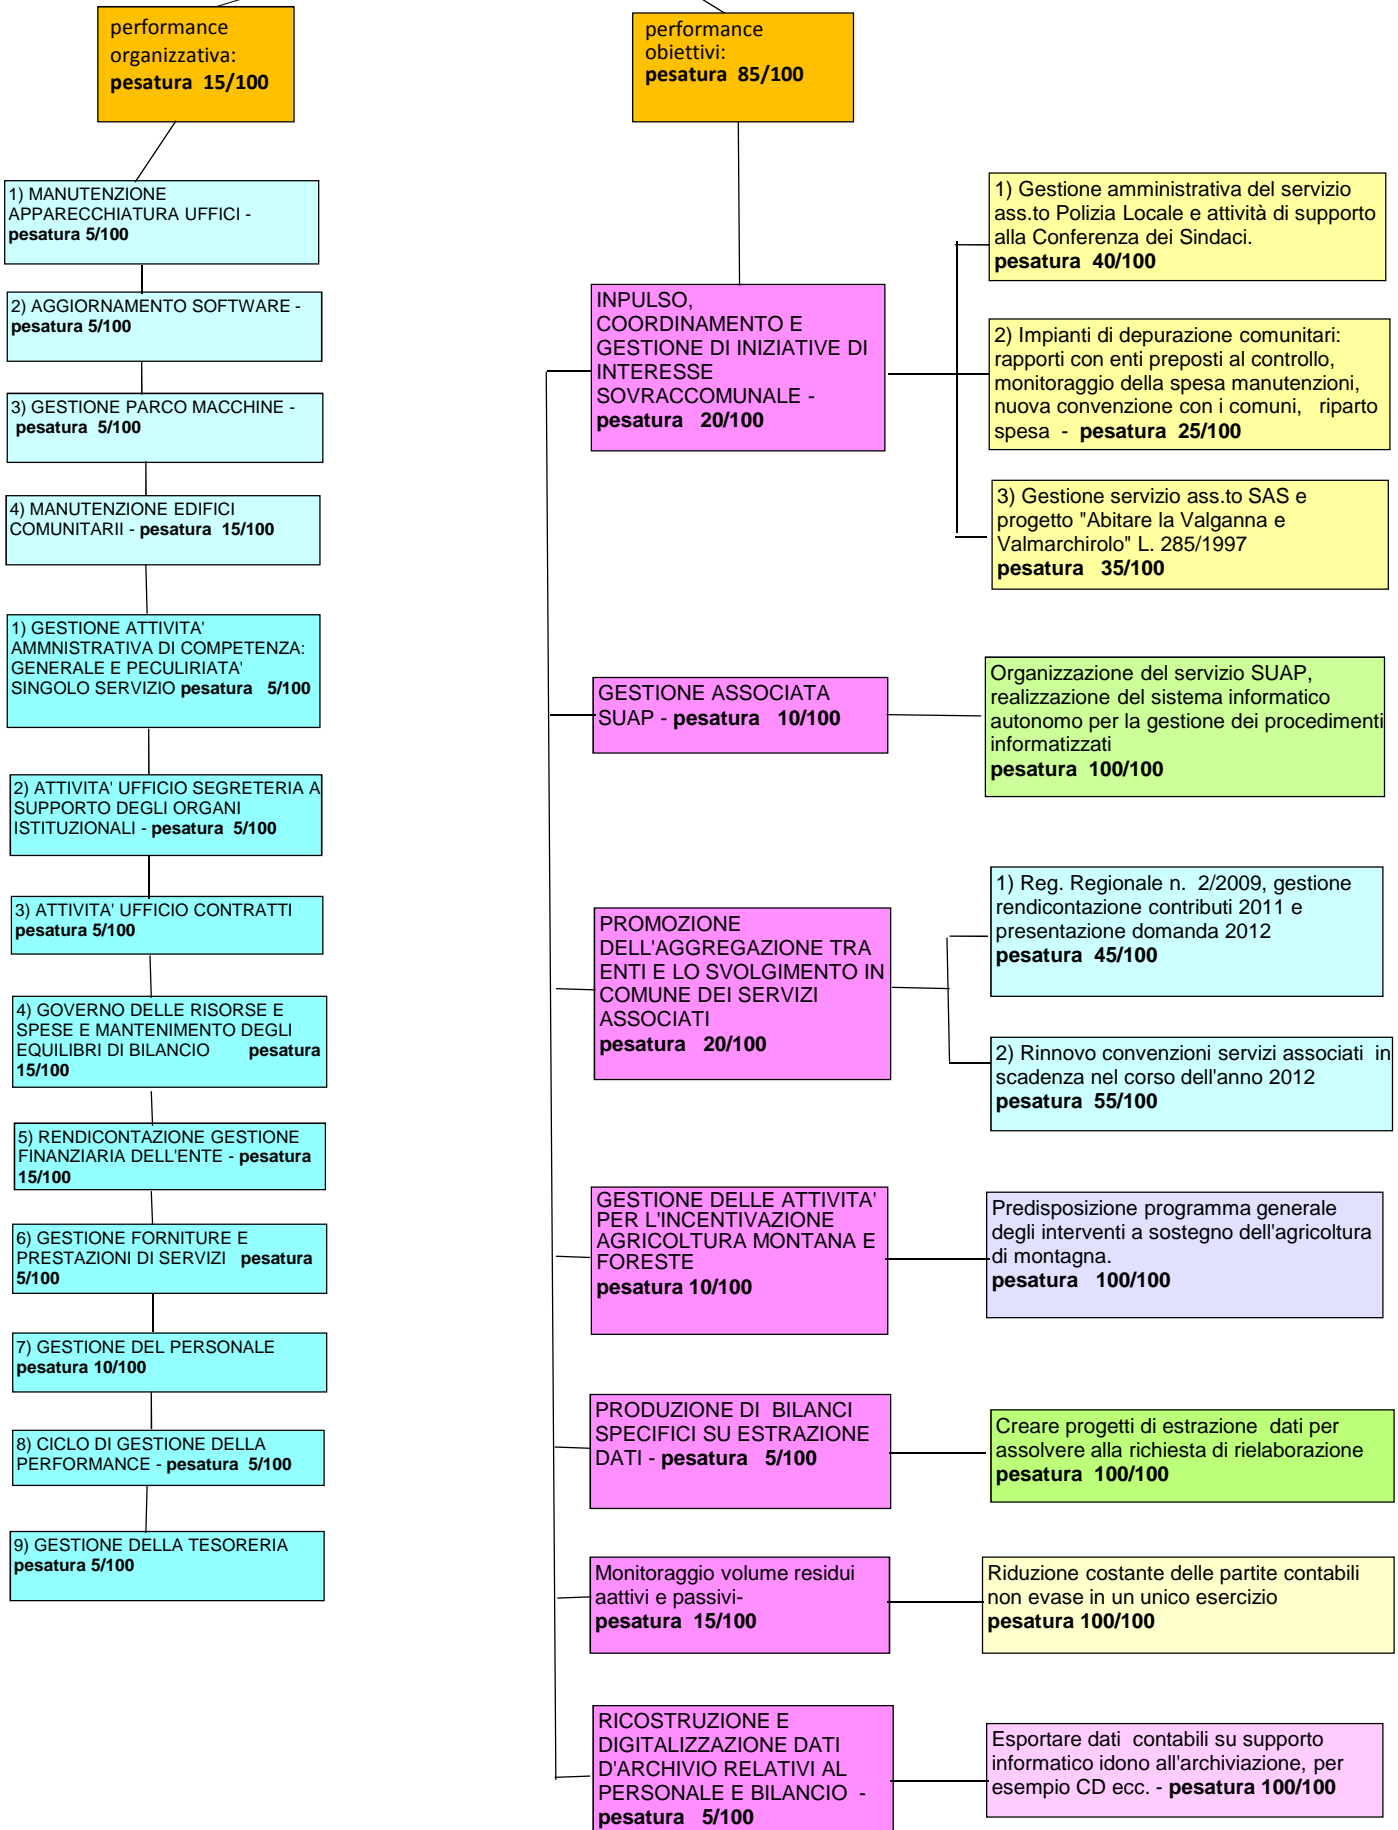 performance
organizzativa:
pesatura 15/100
performance
obiettivi:
pesatura 85/100
1) MANUTENZIONE
APPARECCHIATURA UFFICI -
pesatura 5/100
2) AGGIORNAMENTO SOFTWARE -
pesatura 5/100
3) GESTIONE PARCO MACCHINE -
pesatura 5/100
4) MANUTENZIONE EDIFICI
COMUNITARII - pesatura 15/100
1) GESTIONE ATTIVITA'
AMMNISTRATIVA DI COMPETENZA:
GENERALE E PECULIRIATA'
SINGOLO SERVIZIO pesatura 5/100
2) ATTIVITA' UFFICIO SEGRETERIA A
SUPPORTO DEGLI ORGANI
ISTITUZIONALI - pesatura 5/100
3) ATTIVITA' UFFICIO CONTRATTI
pesatura 5/100
4) GOVERNO DELLE RISORSE E
SPESE E MANTENIMENTO DEGLI
EQUILIBRI DI BILANCIO pesatura
15/100
5) RENDICONTAZIONE GESTIONE
FINANZIARIA DELL'ENTE - pesatura
15/100
6) GESTIONE FORNITURE E
PRESTAZIONI DI SERVIZI pesatura
5/100
7) GESTIONE DEL PERSONALE
pesatura 10/100
8) CICLO DI GESTIONE DELLA
PERFORMANCE - pesatura 5/100
9) GESTIONE DELLA TESORERIA
pesatura 5/100
INPULSO,
COORDINAMENTO E
GESTIONE DI INIZIATIVE DI
INTERESSE
SOVRACCOMUNALE -
pesatura 20/100
1) Gestione amministrativa del servizio
ass.to Polizia Locale e attività di supporto
alla Conferenza dei Sindaci.
pesatura 40/100
2) Impianti di depurazione comunitari:
rapporti con enti preposti al controllo,
monitoraggio della spesa manutenzioni,
nuova convenzione con i comuni, riparto
spesa - pesatura 25/100
3) Gestione servizio ass.to SAS e
progetto "Abitare la Valganna e
Valmarchirolo" L. 285/1997
pesatura 35/100
GESTIONE ASSOCIATA
SUAP - pesatura 10/100
Organizzazione del servizio SUAP,
realizzazione del sistema informatico
autonomo per la gestione dei procedimenti
informatizzati
pesatura 100/100
PROMOZIONE
DELL'AGGREGAZIONE TRA
ENTI E LO SVOLGIMENTO IN
COMUNE DEI SERVIZI
ASSOCIATI
pesatura 20/100
1) Reg. Regionale n. 2/2009, gestione
rendicontazione contributi 2011 e
presentazione domanda 2012
pesatura 45/100
2) Rinnovo convenzioni servizi associati in
scadenza nel corso dell'anno 2012
pesatura 55/100
GESTIONE DELLE ATTIVITA'
PER L'INCENTIVAZIONE
AGRICOLTURA MONTANA E
FORESTE
pesatura 10/100
Predisposizione programma generale
degli interventi a sostegno dell'agricoltura
di montagna.
pesatura 100/100
PRODUZIONE DI BILANCI
SPECIFICI SU ESTRAZIONE
DATI - pesatura 5/100
Creare progetti di estrazione dati per
assolvere alla richiesta di rielaborazione
pesatura 100/100
Monitoraggio volume residui
aattivi e passivi-
pesatura 15/100
Riduzione costante delle partite contabili
non evase in un unico esercizio
pesatura 100/100
RICOSTRUZIONE E
DIGITALIZZAZIONE DATI
D'ARCHIVIO RELATIVI AL
PERSONALE E BILANCIO -
pesatura 5/100
Esportare dati contabili su supporto
informatico idono all'archiviazione, per
esempio CD ecc. - pesatura 100/100